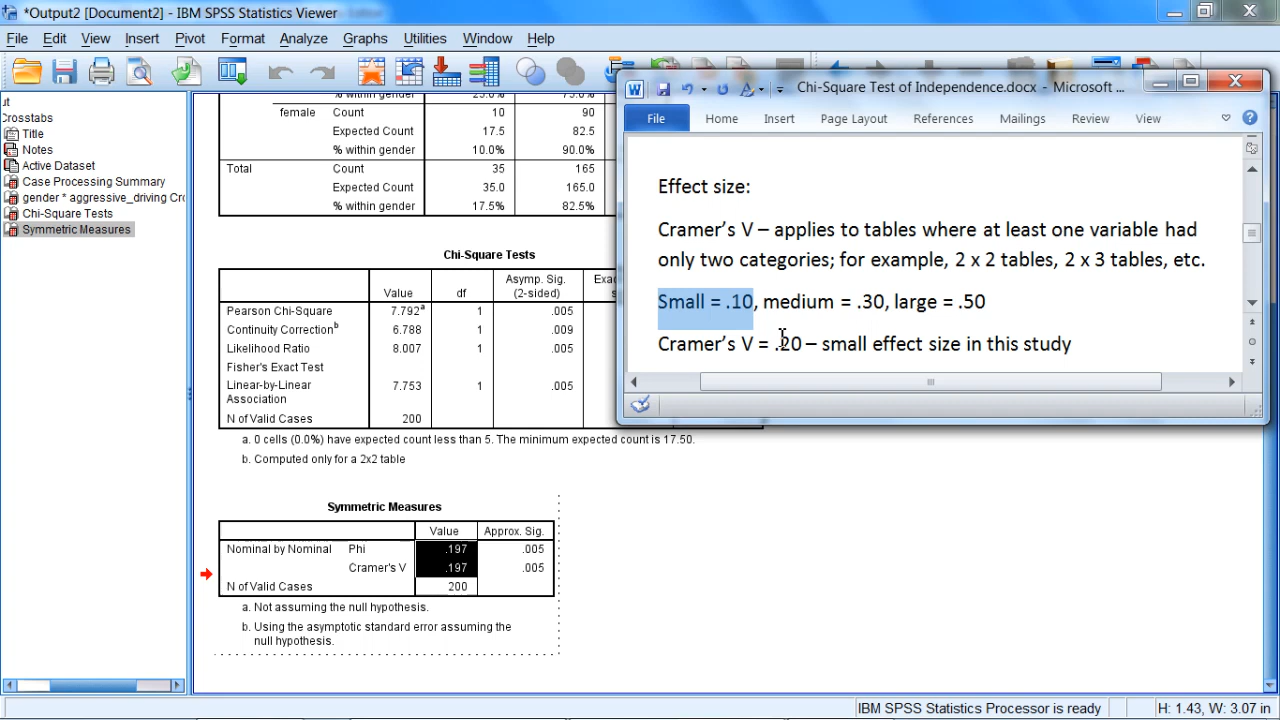 *Output2 [Document2] - IBM SPSS Statistics Viewer
File Edit View Insert Pivot Format Analyze Graphs Utilities Window Help
ut
Crosstabs
Title
Notes
Active Dataset
Case Processing Summary
gender * aggressive_driving Cro
Chi-Square Tests
Symmetric Measures
% within gender 25.0% 75.0%
female Count 10 90
Expected Count 17.5 82.5
% within gender 10.0% 90.0%
Total Count 35 165
Expected Count 35.0 165.0
% within gender 17.5% 82.5%
Chi-Square Tests
Value df Asymp. Sig. (2-sided)
Pearson Chi-Square 7.792a 1 .005
Continuity Correctionb 6.788 1 .009
Likelihood Ratio 8.007 1 .005
Fisher's Exact Test
Linear-by-Linear Association 7.753 1 .005
N of Valid Cases 200
a. 0 cells (0.0%) have expected count less than 5. The minimum expected count is 17.50.
b. Computed only for a 2x2 table
Symmetric Measures
Value Approx. Sig.
Nominal by Nominal Phi .197 .005
Cramer's V .197 .005
N of Valid Cases 200
a. Not assuming the null hypothesis.
b. Using the asymptotic standard error assuming the
null hypothesis.
Chi-Square Test of Independence.docx - Microsoft ...
File Home Insert Page Layout References Mailings Review View
Effect size:
Cramer’s V – applies to tables where at least one variable had
only two categories; for example, 2 x 2 tables, 2 x 3 tables, etc.
Small = .10, medium = .30, large = .50
Cramer’s V = .20 – small effect size in this study
IBM SPSS Statistics Processor is ready H: 1.43, W: 3.07 in